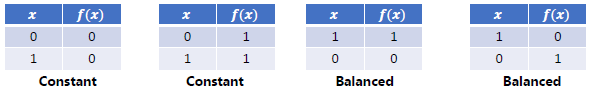 x f(x) x f(x) x f(x) x f(x)
0 0 0 1 1 1 1 0
1 0 1 1 0 0 0 1
Constant Constant Balanced Balanced